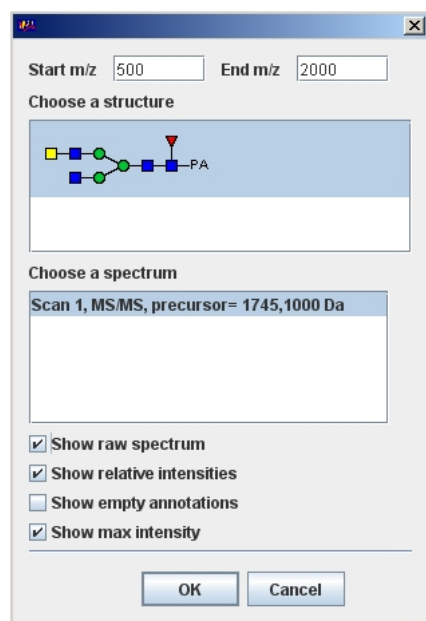 Start m/z 500 End m/z 2000
Choose a structure
PA
Choose a spectrum
Scan 1, MS/MS, precursor= 1745,1000 Da
Show raw spectrum
Show relative intensities
Show empty annotations
Show max intensity
OK Cancel